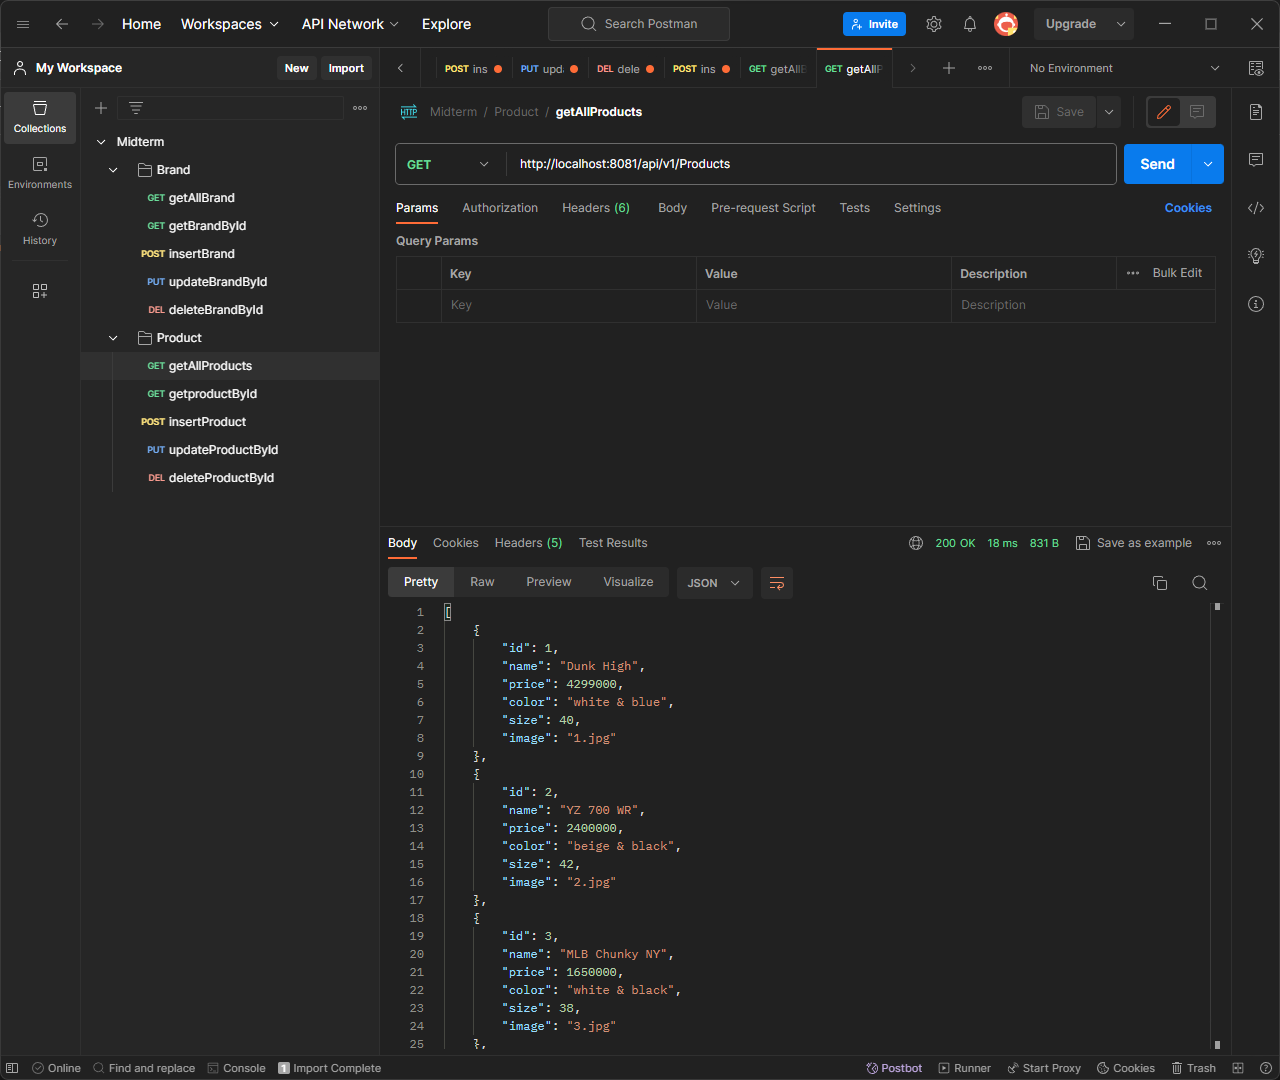 Home Workspaces API Network Explore Search Postman Invite Upgrade
My Workspace New Import
POST ins PUT upd DEL dele POST ins GET getAllB GET getAllP No Environment
Collections
Environments
History
Midterm
Brand
GET getAllBrand
GET getBrandById
POST insertBrand
PUT updateBrandById
DEL deleteBrandById
Product
GET getAllProducts
GET getproductById
POST insertProduct
PUT updateProductById
DEL deleteProductById
HTTP Midterm / Product / getAllProducts Save
GET http://localhost:8081/api/v1/Products Send
Params Authorization Headers (6) Body Pre-request Script Tests Settings Cookies
Query Params
Key Value Description Bulk Edit
Key Value Description
Body Cookies Headers (5) Test Results 200 OK 18 ms 831 B Save as example
Pretty Raw Preview Visualize JSON
1 [
2 {
3 "id": 1,
4 "name": "Dunk High",
5 "price": 4299000,
6 "color": "white & blue",
7 "size": 40,
8 "image": "1.jpg"
9 },
10 {
11 "id": 2,
12 "name": "YZ 700 WR",
13 "price": 2400000,
14 "color": "beige & black",
15 "size": 42,
16 "image": "2.jpg"
17 },
18 {
19 "id": 3,
20 "name": "MLB Chunky NY",
21 "price": 1650000,
22 "color": "white & black",
23 "size": 38,
24 "image": "3.jpg"
25 },
Online Find and replace Console 1 Import Complete Postbot Runner Start Proxy Cookies Trash